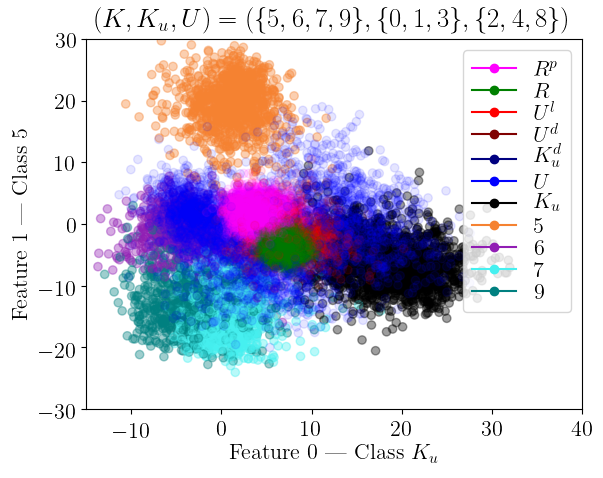 (K, K_u, U) = ({5, 6, 7, 9}, {0, 1, 3}, {2, 4, 8})
R^p
R
U^l
U^d
K_u^d
U
K_u
5
6
7
9
30
20
10
0
−10
−20
−30
−10 0 10 20 30 40
Feature 1 — Class 5
Feature 0 — Class K_u